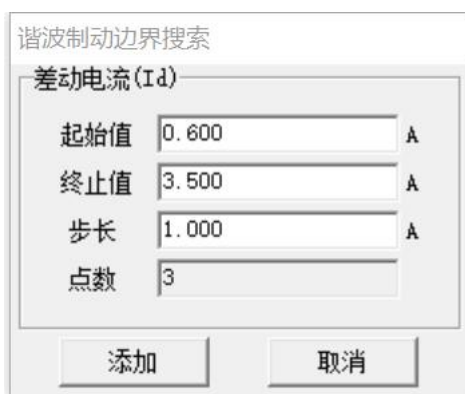 谐波制动边界搜索
差动电流(Id)
起始值 0.600 A
终止值 3.500 A
步长 1.000 A
点数 3
添加 取消